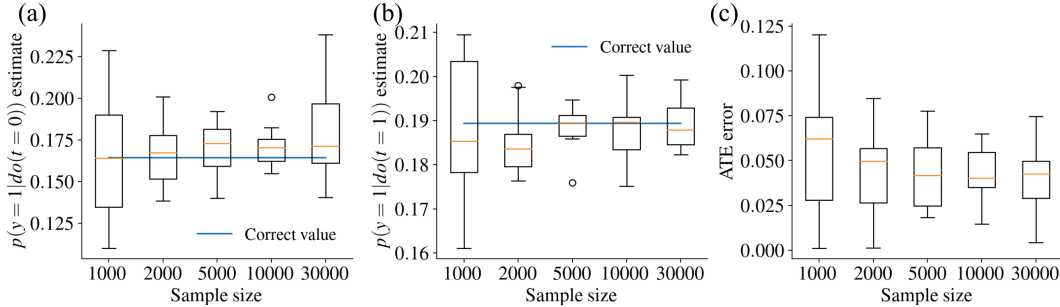 (a)
p(y = 1|do(t = 0)) estimate
0.225
0.200
0.175
0.150
0.125
Correct value
1000 2000 5000 10000 30000
Sample size
(b)
p(y = 1|do(t = 1)) estimate
0.21
0.20
0.19
0.18
0.17
0.16
Correct value
1000 2000 5000 10000 30000
Sample size
(c)
ATE error
0.125
0.100
0.075
0.050
0.025
0.000
1000 2000 5000 10000 30000
Sample size